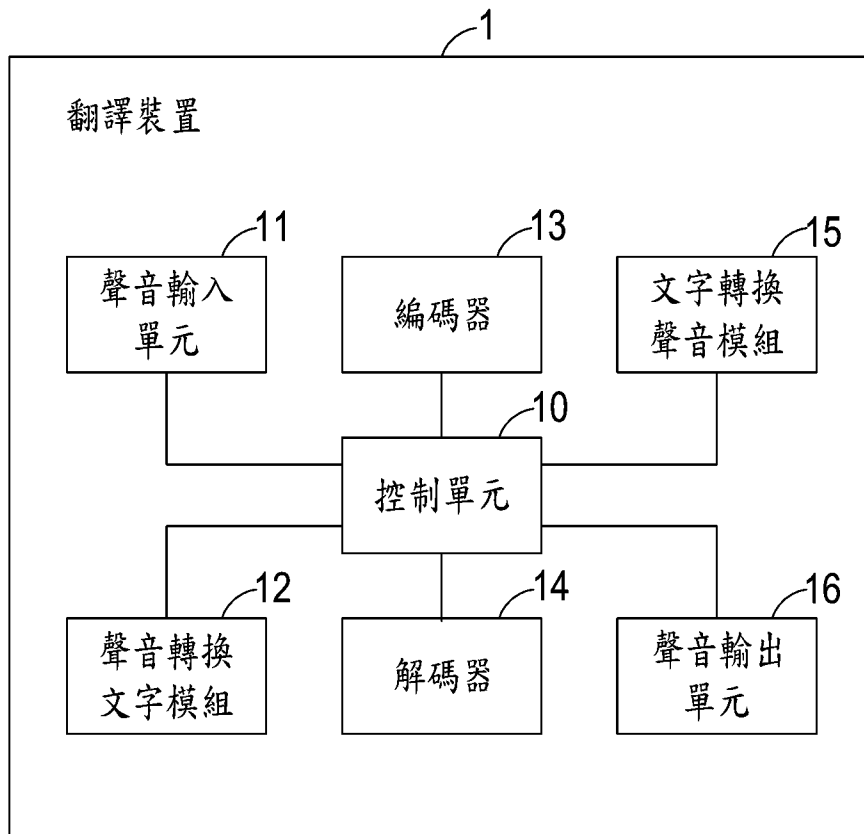 1
翻譯裝置
11
聲音輸入
單元
13
編碼器
15
文字轉換
聲音模組
10
控制單元
12
聲音轉換
文字模組
14
解碼器
16
聲音輸出
單元